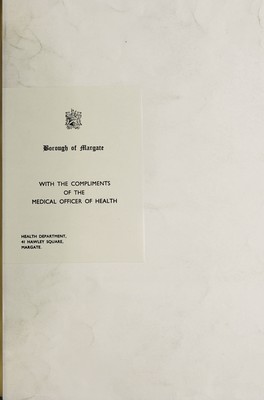 Borough of Margate
WITH THE COMPLIMENTS
OF THE
MEDICAL OFFICER OF HEALTH
HEALTH DEPARTMENT,
41 HAWLEY SQUARE,
MARGATE.